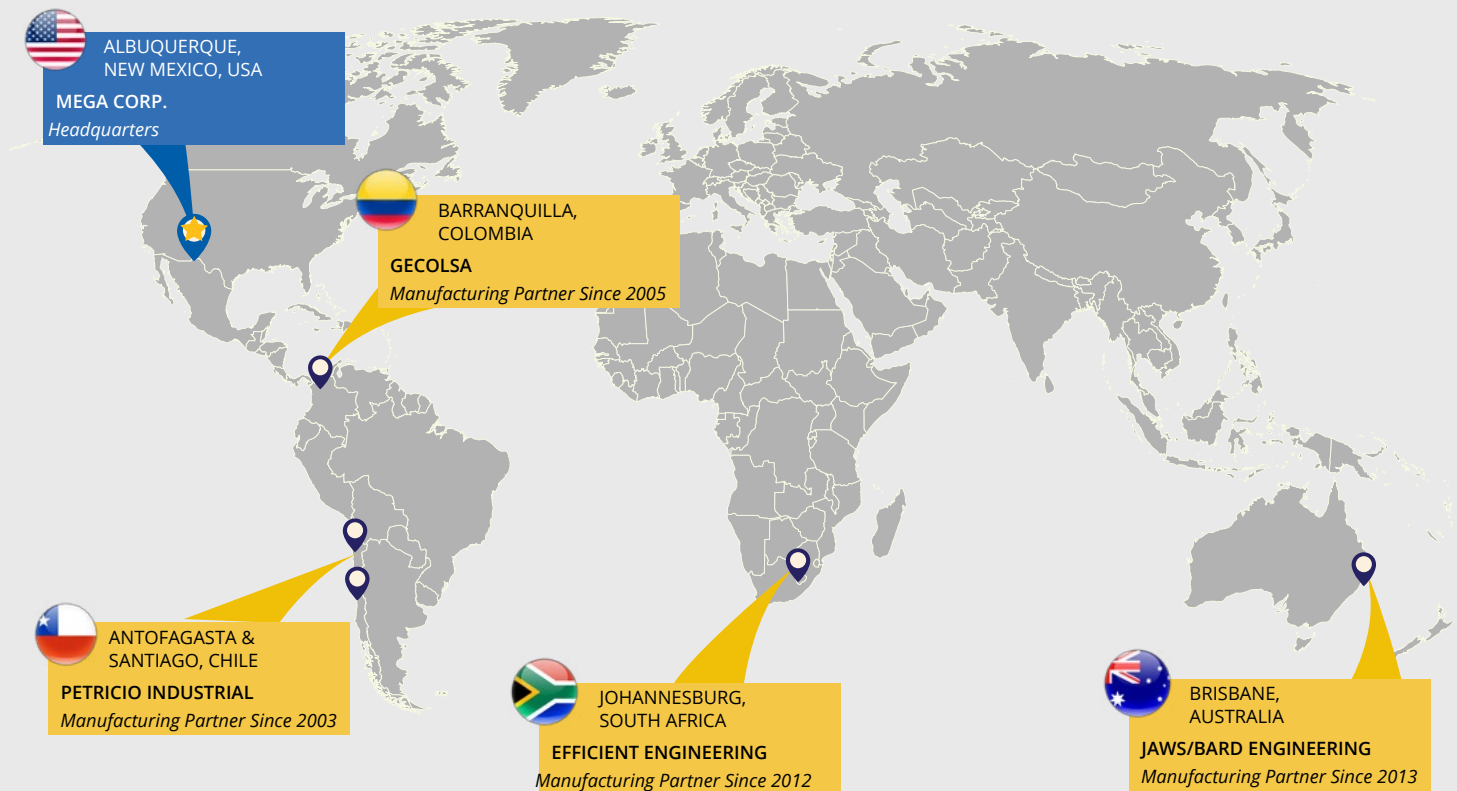 ALBUQUERQUE,
NEW MEXICO, USA
MEGA CORP.
Headquarters
BARRANQUILLA,
COLOMBIA
GECOLSA
Manufacturing Partner Since 2005
ANTOFAGASTA &
SANTIAGO, CHILE
PETRICIO INDUSTRIAL
Manufacturing Partner Since 2003
JOHANNESBURG,
SOUTH AFRICA
EFFICIENT ENGINEERING
Manufacturing Partner Since 2012
BRISBANE,
AUSTRALIA
JAWS/BARD ENGINEERING
Manufacturing Partner Since 2013